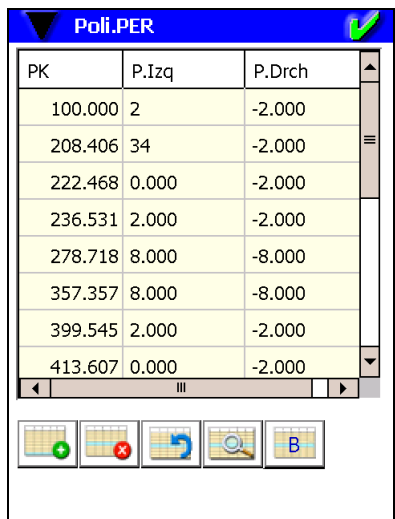 Poli.PER
PK P.Izq P.Drch
100.000 2 -2.000
208.406 34 -2.000
222.468 0.000 -2.000
236.531 2.000 -2.000
278.718 8.000 -8.000
357.357 8.000 -8.000
399.545 2.000 -2.000
413.607 0.000 -2.000
B